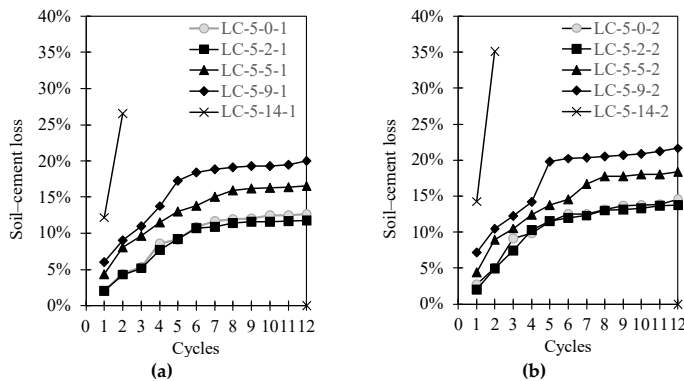 40%
35%
30%
25%
20%
15%
10%
5%
0%
Soil–cement loss
LC-5-0-1
LC-5-2-1
LC-5-5-1
LC-5-9-1
LC-5-14-1
0 1 2 3 4 5 6 7 8 9 10 11 12
Cycles
(a)
40%
35%
30%
25%
20%
15%
10%
5%
0%
Soil–cement loss
LC-5-0-2
LC-5-2-2
LC-5-5-2
LC-5-9-2
LC-5-14-2
0 1 2 3 4 5 6 7 8 9 10 11 12
Cycles
(b)